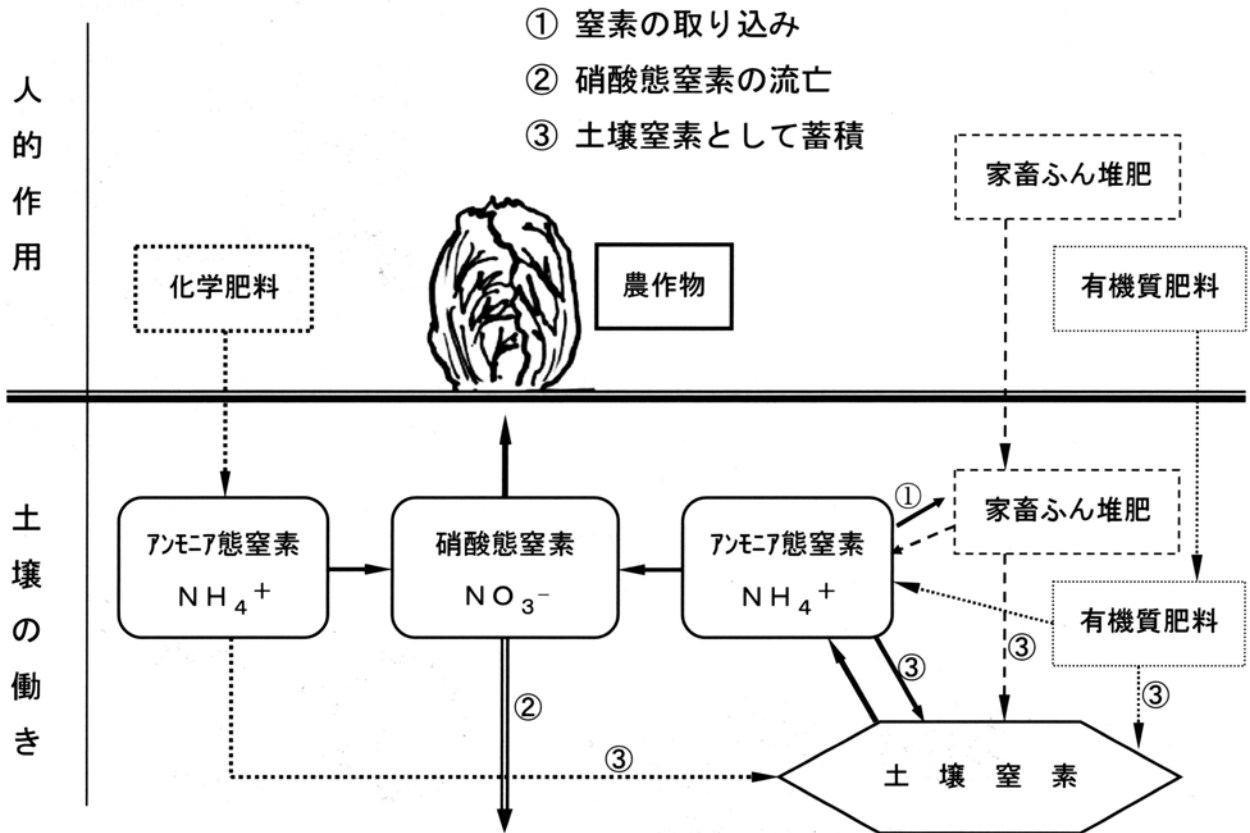 ① 窒素の取り込み
② 硝酸態窒素の流亡
③ 土壌窒素として蓄積
人的作用
家畜ふん堆肥
化学肥料
農作物
有機質肥料
土壌の働き
アンモニア態窒素
NH₄⁺
硝酸態窒素
NO₃⁻
アンモニア態窒素
NH₄⁺
①
家畜ふん堆肥
有機質肥料
③
③
③
②
③
土壌窒素